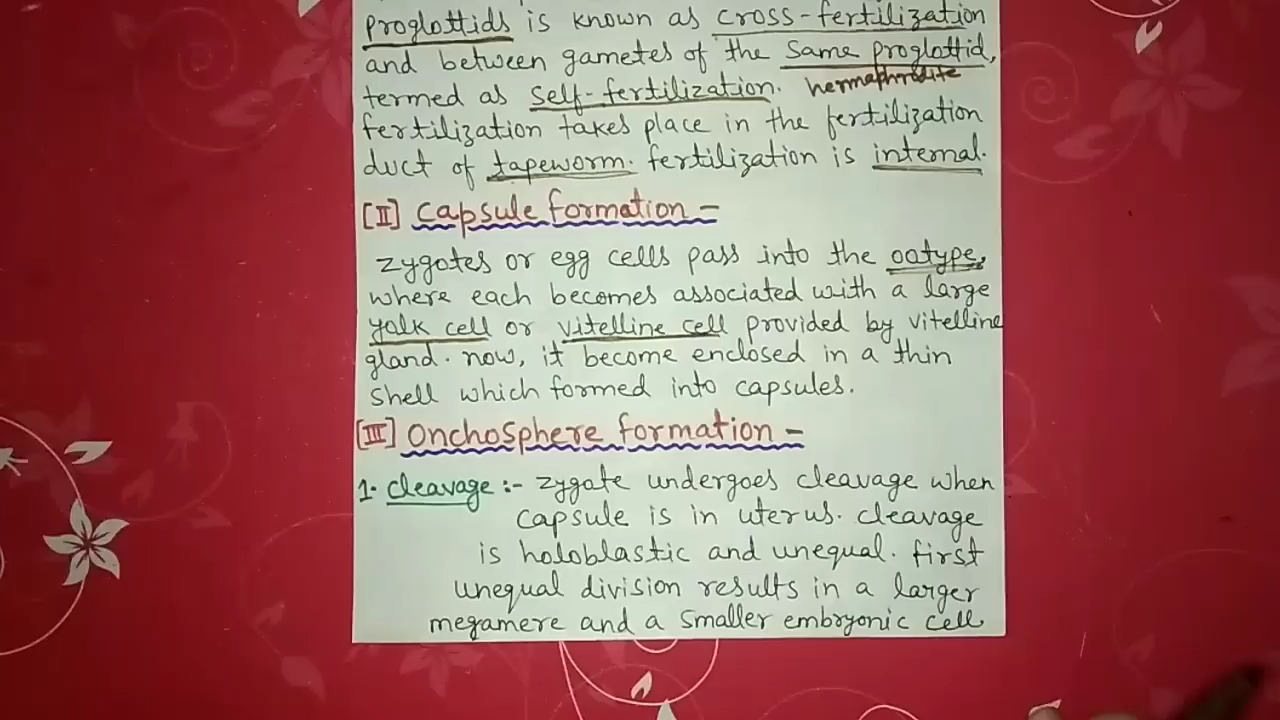 proglottids is known as cross-fertilization
and between gametes of the same proglottid,
termed as self-fertilization. hermaphrodite
fertilization takes place in the fertilization
duct of tapeworm. fertilization is internal.
[II] Capsule formation -
zygotes or egg cells pass into the ootype,
where each becomes associated with a large
yolk cell or vitelline cell provided by vitelline
gland. now, it become enclosed in a thin
shell which formed into capsules.
[III] Onchosphere formation -
1. cleavage :- zygate undergoes cleavage when
capsule is in uterus. cleavage
is holoblastic and unequal. first
unequal division results in a larger
megamere and a smaller embryonic cell